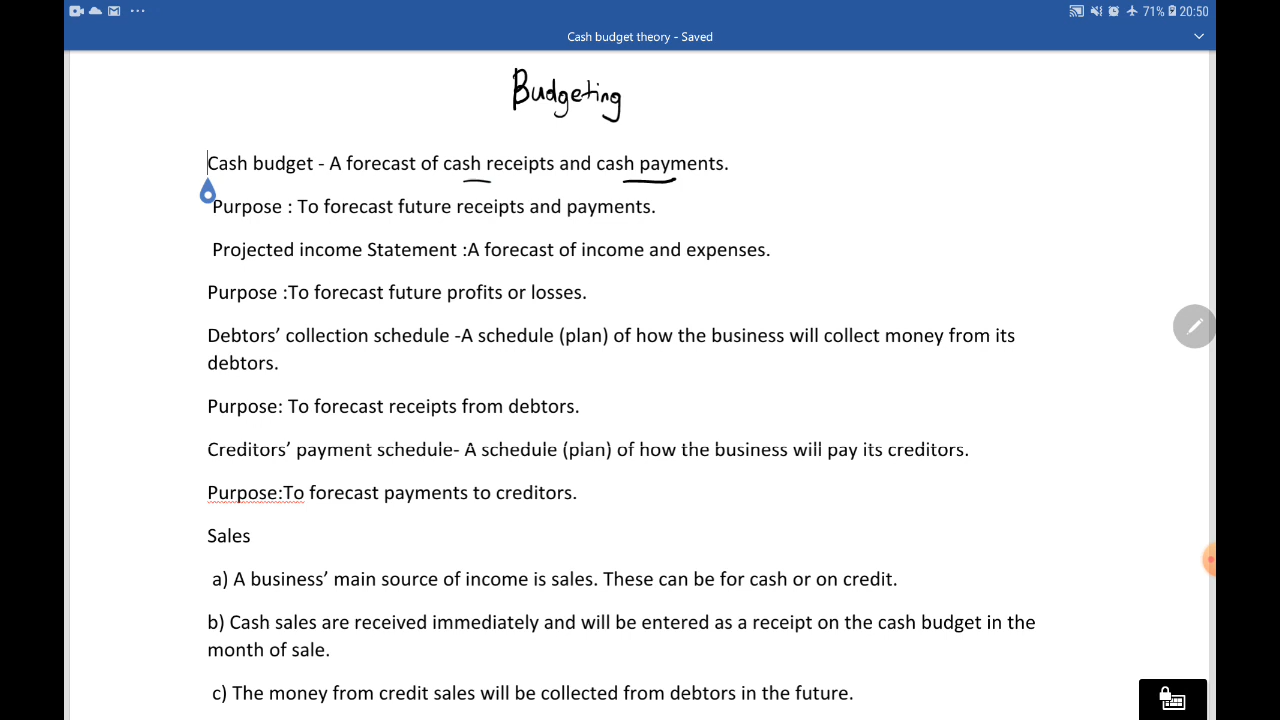 71% 20:50
Cash budget theory - Saved
Budgeting
Cash budget - A forecast of cash receipts and cash payments.
Purpose : To forecast future receipts and payments.
Projected income Statement :A forecast of income and expenses.
Purpose :To forecast future profits or losses.
Debtors’ collection schedule -A schedule (plan) of how the business will collect money from its
debtors.
Purpose: To forecast receipts from debtors.
Creditors’ payment schedule- A schedule (plan) of how the business will pay its creditors.
Purpose:To forecast payments to creditors.
Sales
a) A business’ main source of income is sales. These can be for cash or on credit.
b) Cash sales are received immediately and will be entered as a receipt on the cash budget in the
month of sale.
c) The money from credit sales will be collected from debtors in the future.